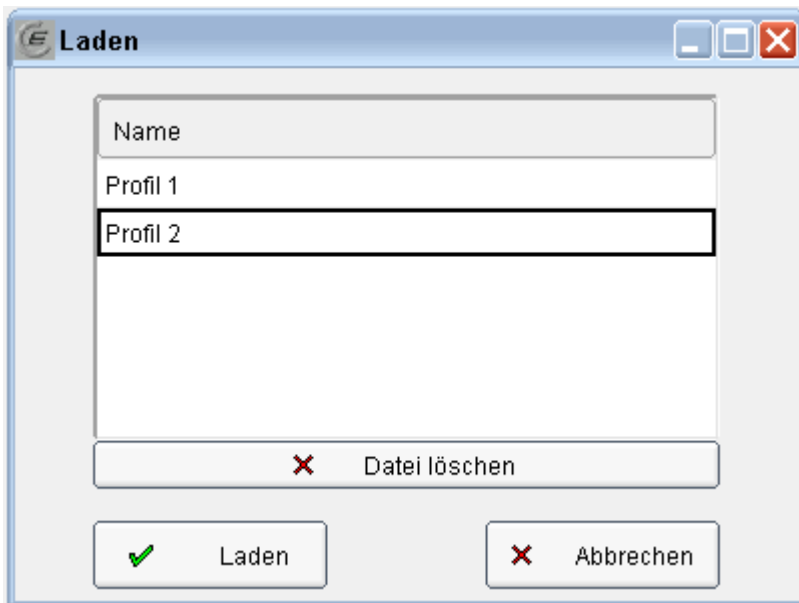 Laden
Name
Profil 1
Profil 2
Datei löschen
Laden
Abbrechen